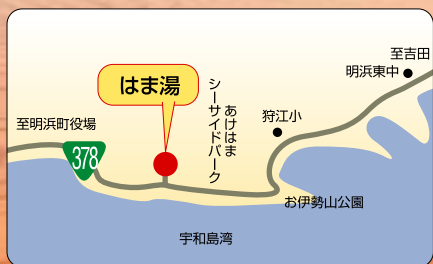 至吉田
明浜東中
はま湯
あけはま
シーサイドパーク
狩江小
至明浜町役場
378
お伊勢山公園
宇和島湾